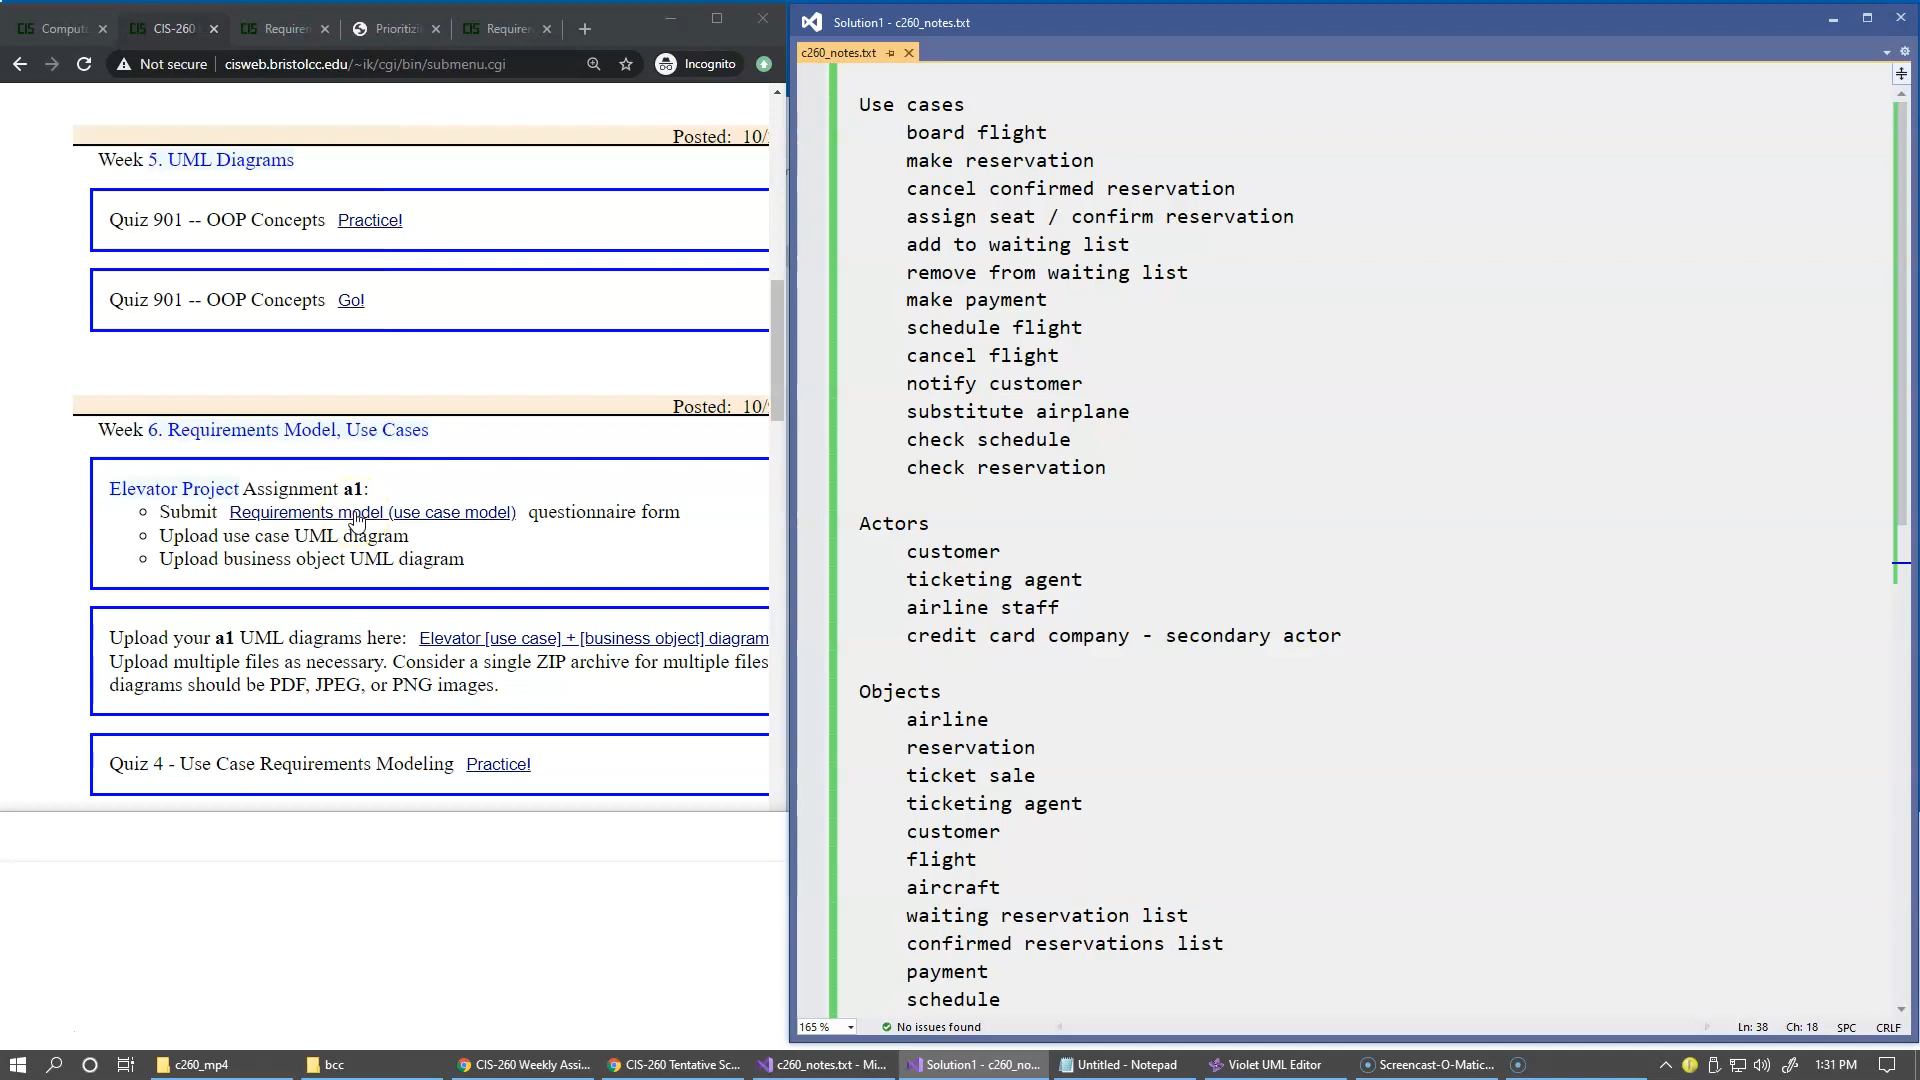 CIS Comput
CIS CIS-260
CIS Requirer
Prioritizi
CIS Requirer
Not secure
cisweb.bristolcc.edu/~ik/cgi/bin/submenu.cgi
Incognito
Posted: 10/
Week 5. UML Diagrams
Quiz 901 -- OOP Concepts Practice!
Quiz 901 -- OOP Concepts Go!
Posted: 10/
Week 6. Requirements Model, Use Cases
Elevator Project Assignment a1:
Submit Requirements model (use case model) questionnaire form
Upload use case UML diagram
Upload business object UML diagram
Upload your a1 UML diagrams here: Elevator [use case] + [business object] diagram
Upload multiple files as necessary. Consider a single ZIP archive for multiple files
diagrams should be PDF, JPEG, or PNG images.
Quiz 4 - Use Case Requirements Modeling Practice!
Solution1 - c260_notes.txt
c260_notes.txt
Use cases
board flight
make reservation
cancel confirmed reservation
assign seat / confirm reservation
add to waiting list
remove from waiting list
make payment
schedule flight
cancel flight
notify customer
substitute airplane
check schedule
check reservation
Actors
customer
ticketing agent
airline staff
credit card company - secondary actor
Objects
airline
reservation
ticket sale
ticketing agent
customer
flight
aircraft
waiting reservation list
confirmed reservations list
payment
schedule
165 %
No issues found
Ln: 38
Ch: 18
SPC
CRLF
c260_mp4
bcc
CIS-260 Weekly Assi...
CIS-260 Tentative Sc...
c260_notes.txt - Mi...
Solution1 - c260_no...
Untitled - Notepad
Violet UML Editor
Screencast-O-Matic...
1:31 PM